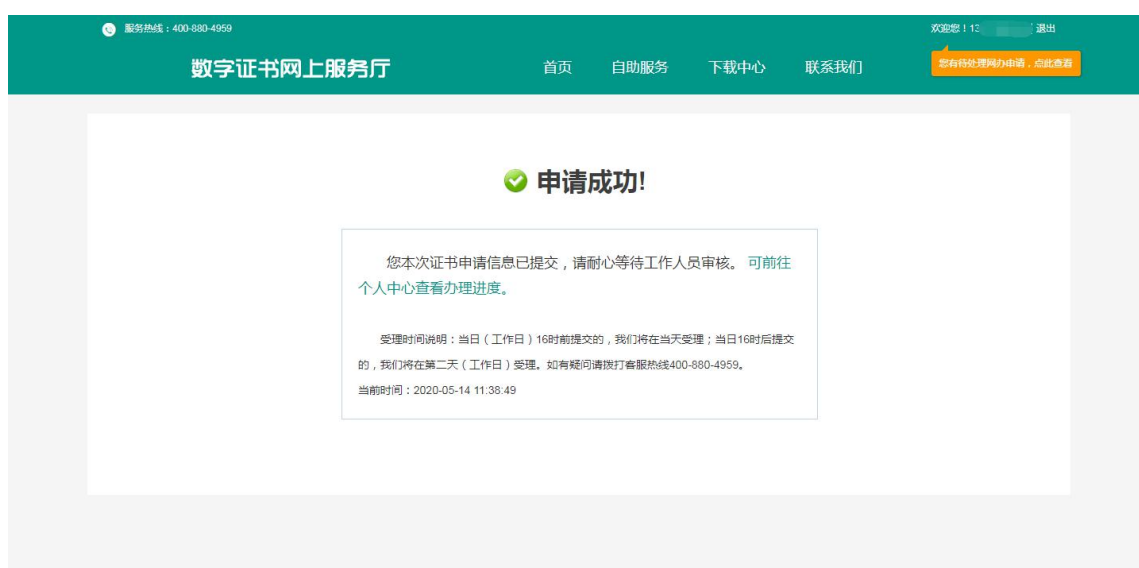 服务热线：400-880-4959
欢迎您！13 退出
数字证书网上服务厅
首页 自助服务 下载中心 联系我们
您有待处理网办申请，点此查看
申请成功!
您本次证书申请信息已提交，请耐心等待工作人员审核。 可前往
个人中心查看办理进度。
受理时间说明：当日（工作日）16时前提交的，我们将在当天受理；当日16时后提交
的，我们将在第二天（工作日）受理。如有疑问请拨打客服热线400-880-4959。
当前时间：2020-05-14 11:38:49